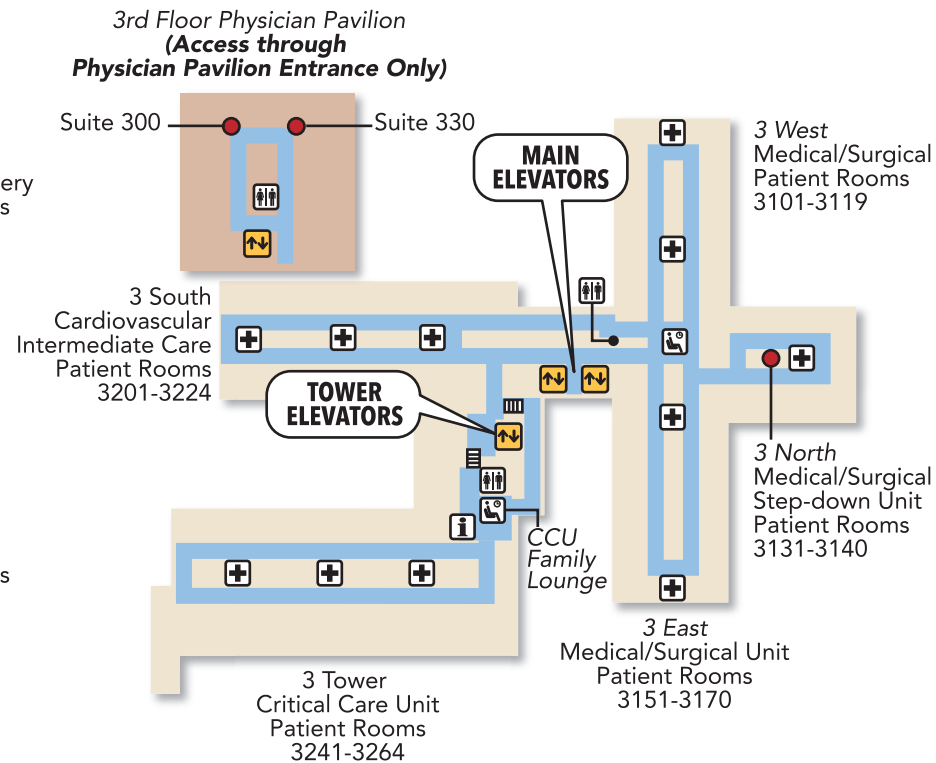 3rd Floor Physician Pavilion
(Access through
Physician Pavilion Entrance Only)
Suite 300
Suite 330
ery
s
MAIN
ELEVATORS
3 West
Medical/Surgical
Patient Rooms
3101-3119
3 South
Cardiovascular
Intermediate Care
Patient Rooms
3201-3224
TOWER
ELEVATORS
3 North
Medical/Surgical
Step-down Unit
Patient Rooms
3131-3140
CCU
Family
Lounge
s
3 East
Medical/Surgical Unit
Patient Rooms
3151-3170
3 Tower
Critical Care Unit
Patient Rooms
3241-3264